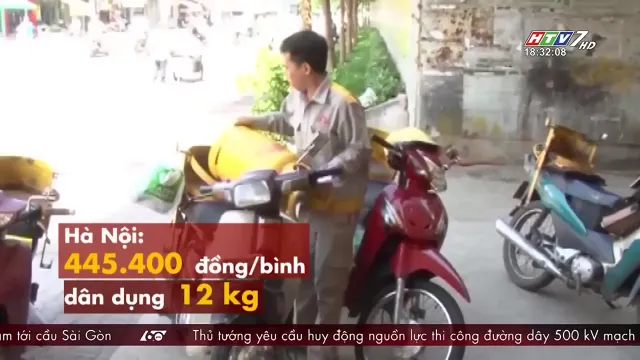 HTV7 HD
18:32:08
Hà Nội:
445.400 đồng/bình
dân dụng 12 kg
tới cầu Sài Gòn 60 Thủ tướng yêu cầu huy động nguồn lực thi công đường dây 500 kV mạch